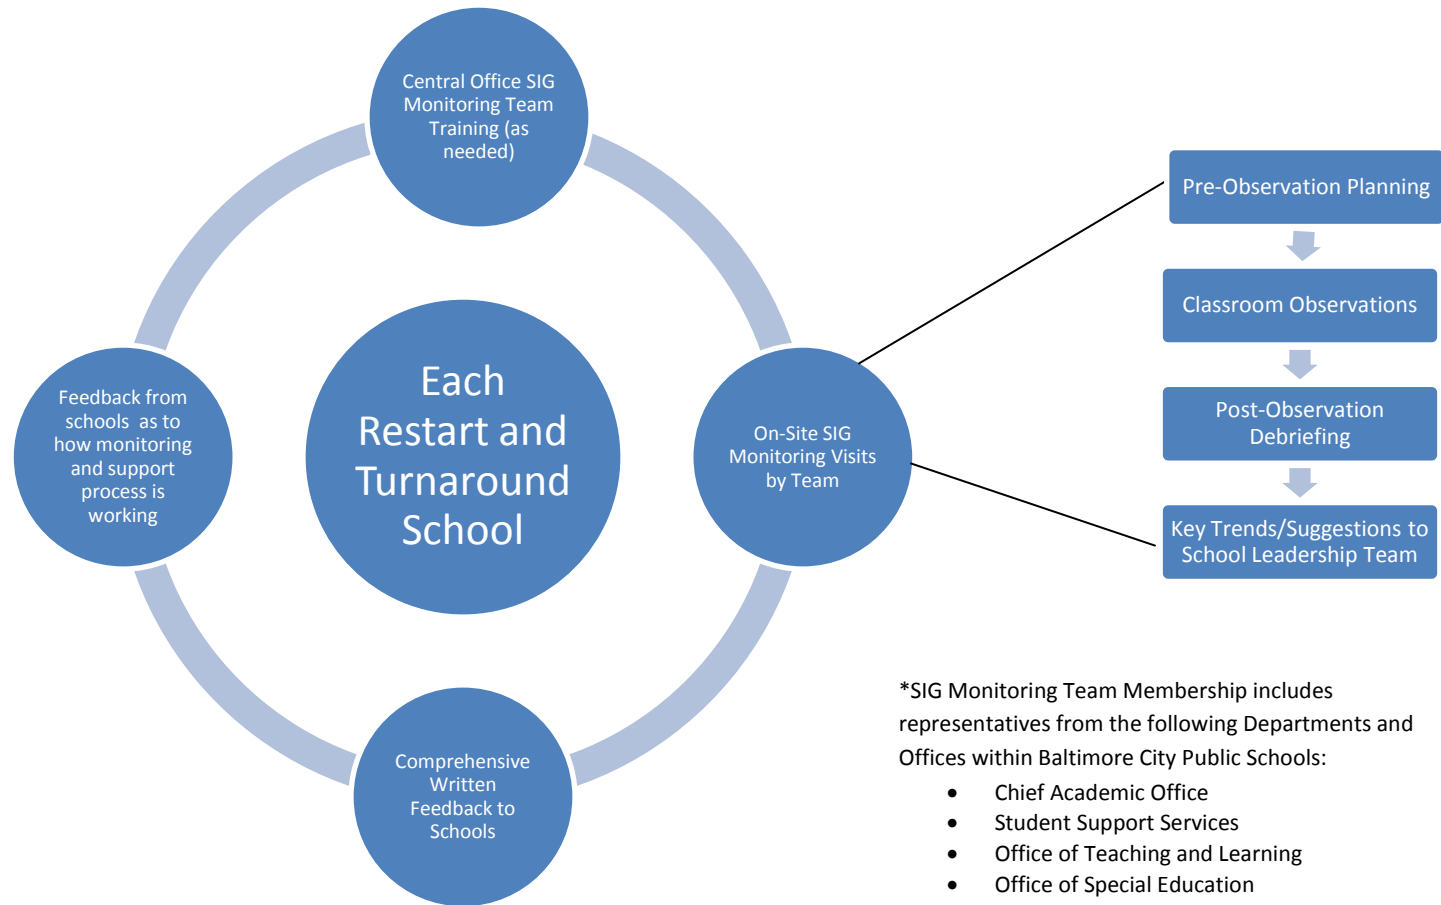 Central Office SIG
Monitoring Team
Training (as
needed)
Each
Restart and
Turnaround
School
Feedback from
schools as to
how monitoring
and support
process is
working
On-Site SIG
Monitoring Visits
by Team
Comprehensive
Written
Feedback to
Schools
Pre-Observation Planning
Classroom Observations
Post-Observation
Debriefing
Key Trends/Suggestions to
School Leadership Team
*SIG Monitoring Team Membership includes
representatives from the following Departments and
Offices within Baltimore City Public Schools:
• Chief Academic Office
• Student Support Services
• Office of Teaching and Learning
• Office of Special Education